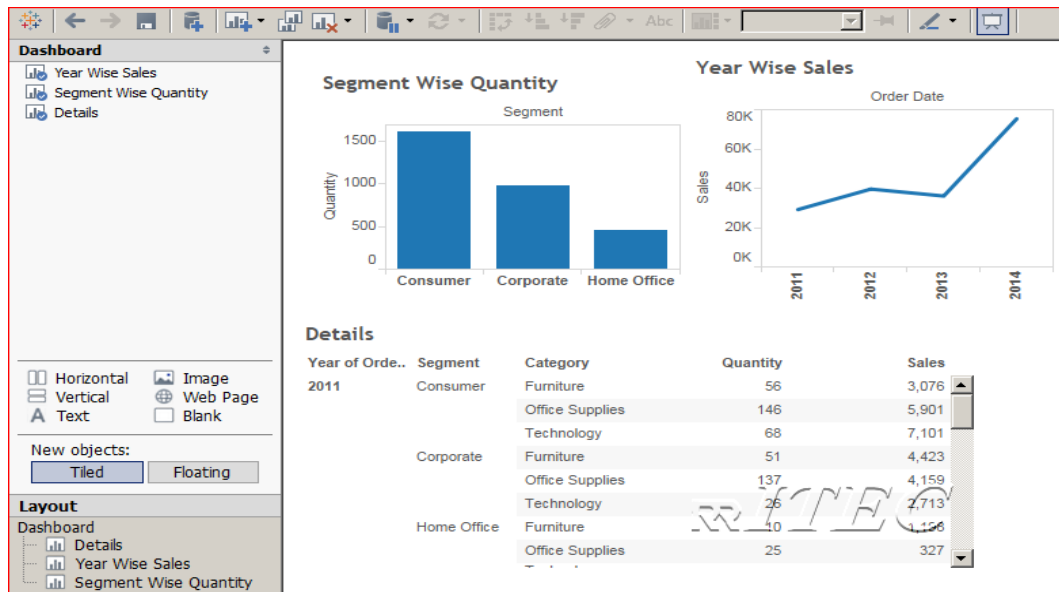 Abc
Dashboard
Year Wise Sales
Segment Wise Quantity
Details
Horizontal
Image
Vertical
Web Page
Text
Blank
New objects:
Tiled
Floating
Layout
Dashboard
Details
Year Wise Sales
Segment Wise Quantity
Segment Wise Quantity
Segment
Quantity
1500
1000
500
0
Consumer Corporate Home Office
Year Wise Sales
Order Date
Sales
80K
60K
40K
20K
0K
2011 2012 2013 2014
Details
Year of Orde.. Segment Category Quantity Sales
2011 Consumer Furniture 56 3,076
Office Supplies 146 5,901
Technology 68 7,101
Corporate Furniture 51 4,423
Office Supplies 137 4,159
Technology 26 2,713
Home Office Furniture 10
Office Supplies 25 327
RRITEC